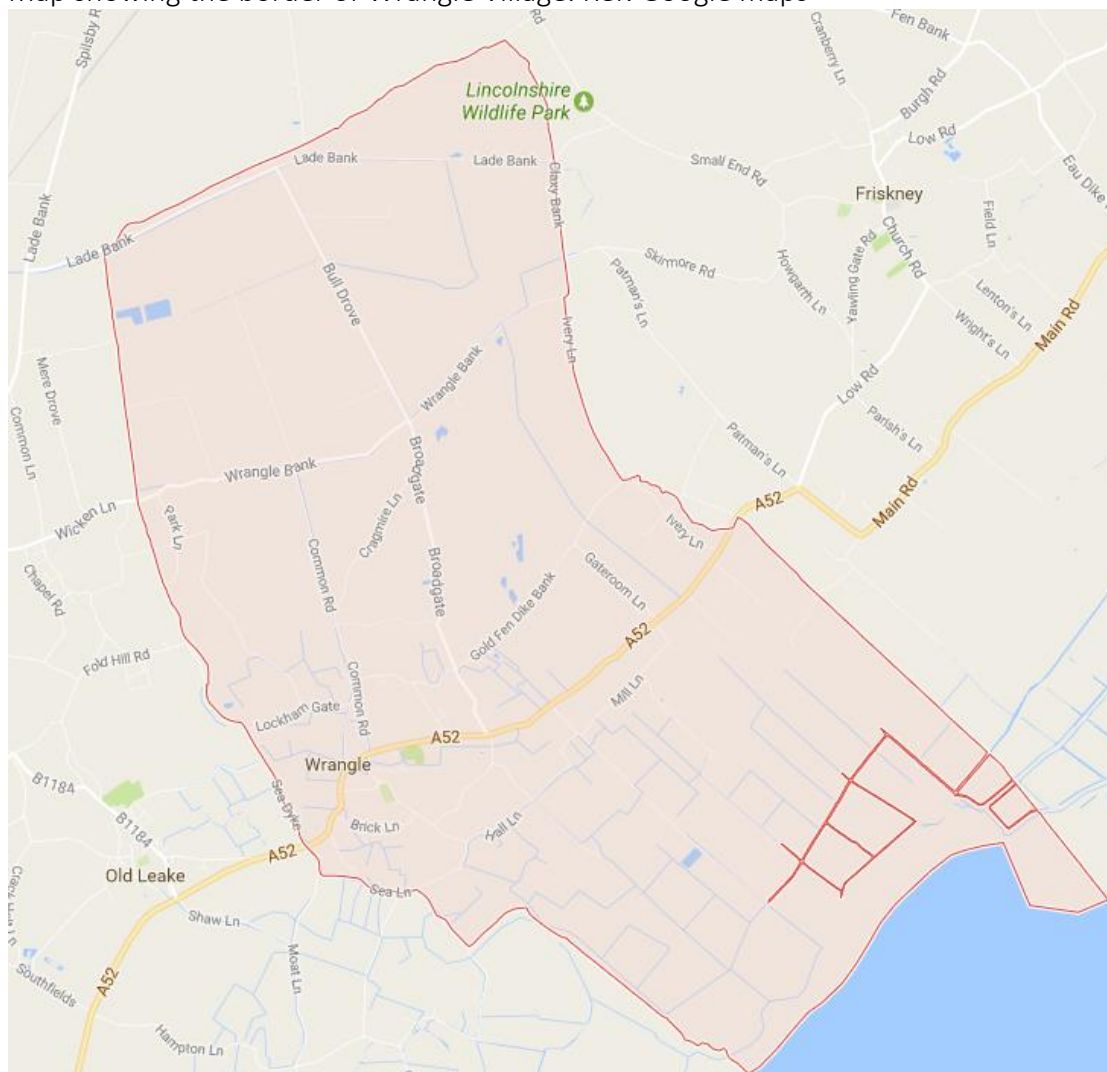 map showing the border of Wrangle village. Ref: Google maps
Spilsby R
Rd
Fen Bank
Cranberry Ln
Burgh Rd
Lincolnshire
Wildlife Park
Low Rd
Lade Bank
Lade Bank
Small End Rd
Eau Dike
Claxy Bank
Friskney
Field Ln
Lade Bank
Lade Bank
Church Rd
Yawling Gate Rd
Skirmore Rd
Howgarth Ln
Bull Drove
Patman's Ln
Lenton's Ln
Main Rd
Wright's Ln
Ivery Ln
Mere Drove
Wrangle Bank
Low Rd
Common Ln
Parish's Ln
Broadgate
Patman's Ln
Wrangle Bank
A52
Main Rd
Wicken Ln
Park Ln
Cragmire Ln
Ivery Ln
Common Rd
Broadgate
Gateroom Ln
Chapel Rd
Gold Fen Dike Bank
A52
Fold Hill Rd
Common Rd
Mill Ln
Lockham Gate
A52
Wrangle
B1184
Sea Dyke
Brick Ln
Hall Ln
B1184
A52
Old Leake
Sea Ln
Shaw Ln
Moat Ln
A52
Southfields
Hampton Ln